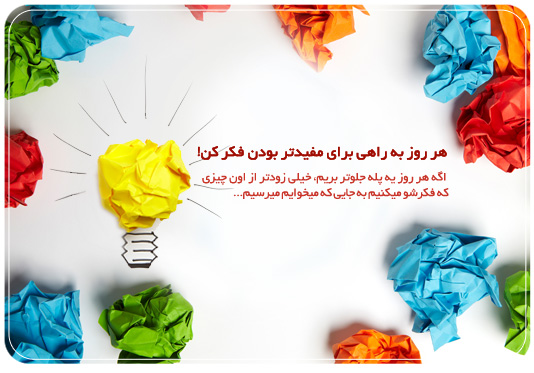 هر روز به راهی برای مفیدتر بودن فکر کن!
اگه هر روز یه پله جلوتر بریم، خیلی زودتر از اون چیزی
که فکرشو میکنیم به جایی که میخوایم میرسیم...